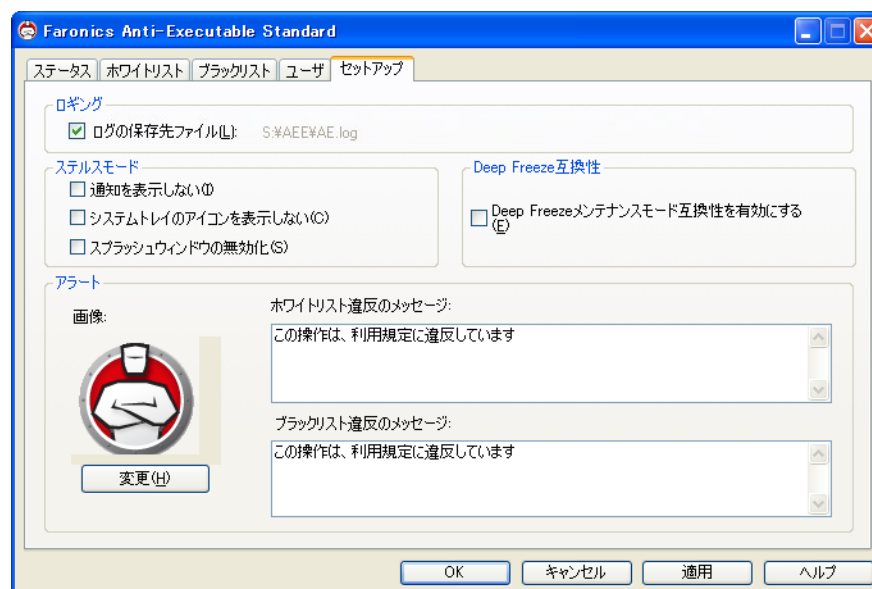 Faronics Anti-Executable Standard
ステータス ホワイトリスト ブラックリスト ユーザ セットアップ
ロギング
ログの保存先ファイル(L): S:¥AEE¥AE.log
ステルスモード
通知を表示しない(I)
システムトレイのアイコンを表示しない(C)
スプラッシュウィンドウの無効化(S)
Deep Freeze互換性
Deep Freezeメンテナンスモード互換性を有効にする
(E)
アラート
画像:
変更(H)
ホワイトリスト違反のメッセージ:
この操作は、利用規定に違反しています
ブラックリスト違反のメッセージ:
この操作は、利用規定に違反しています
OK キャンセル 適用 ヘルプ